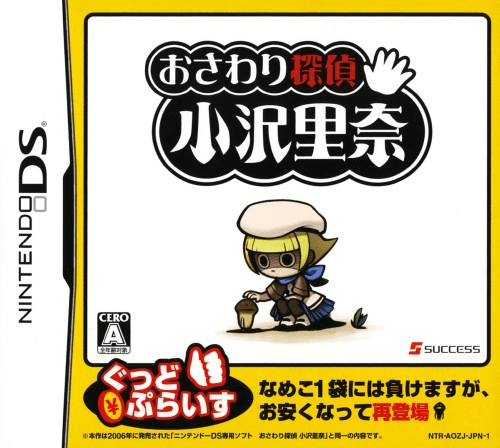 おさわり探偵
小沢里奈
NINTENDO DS®
CERO
A
全年齢対象
SUCCESS
ぐっど
ぷらいす
なめこ1袋には負けますが、
お安くなって再登場
※本作は2006年に発売された「ニンテンドーDS専用ソフト おさわり探偵 小沢里奈」と同一の内容です。
NTR-AOZJ-JPN-1